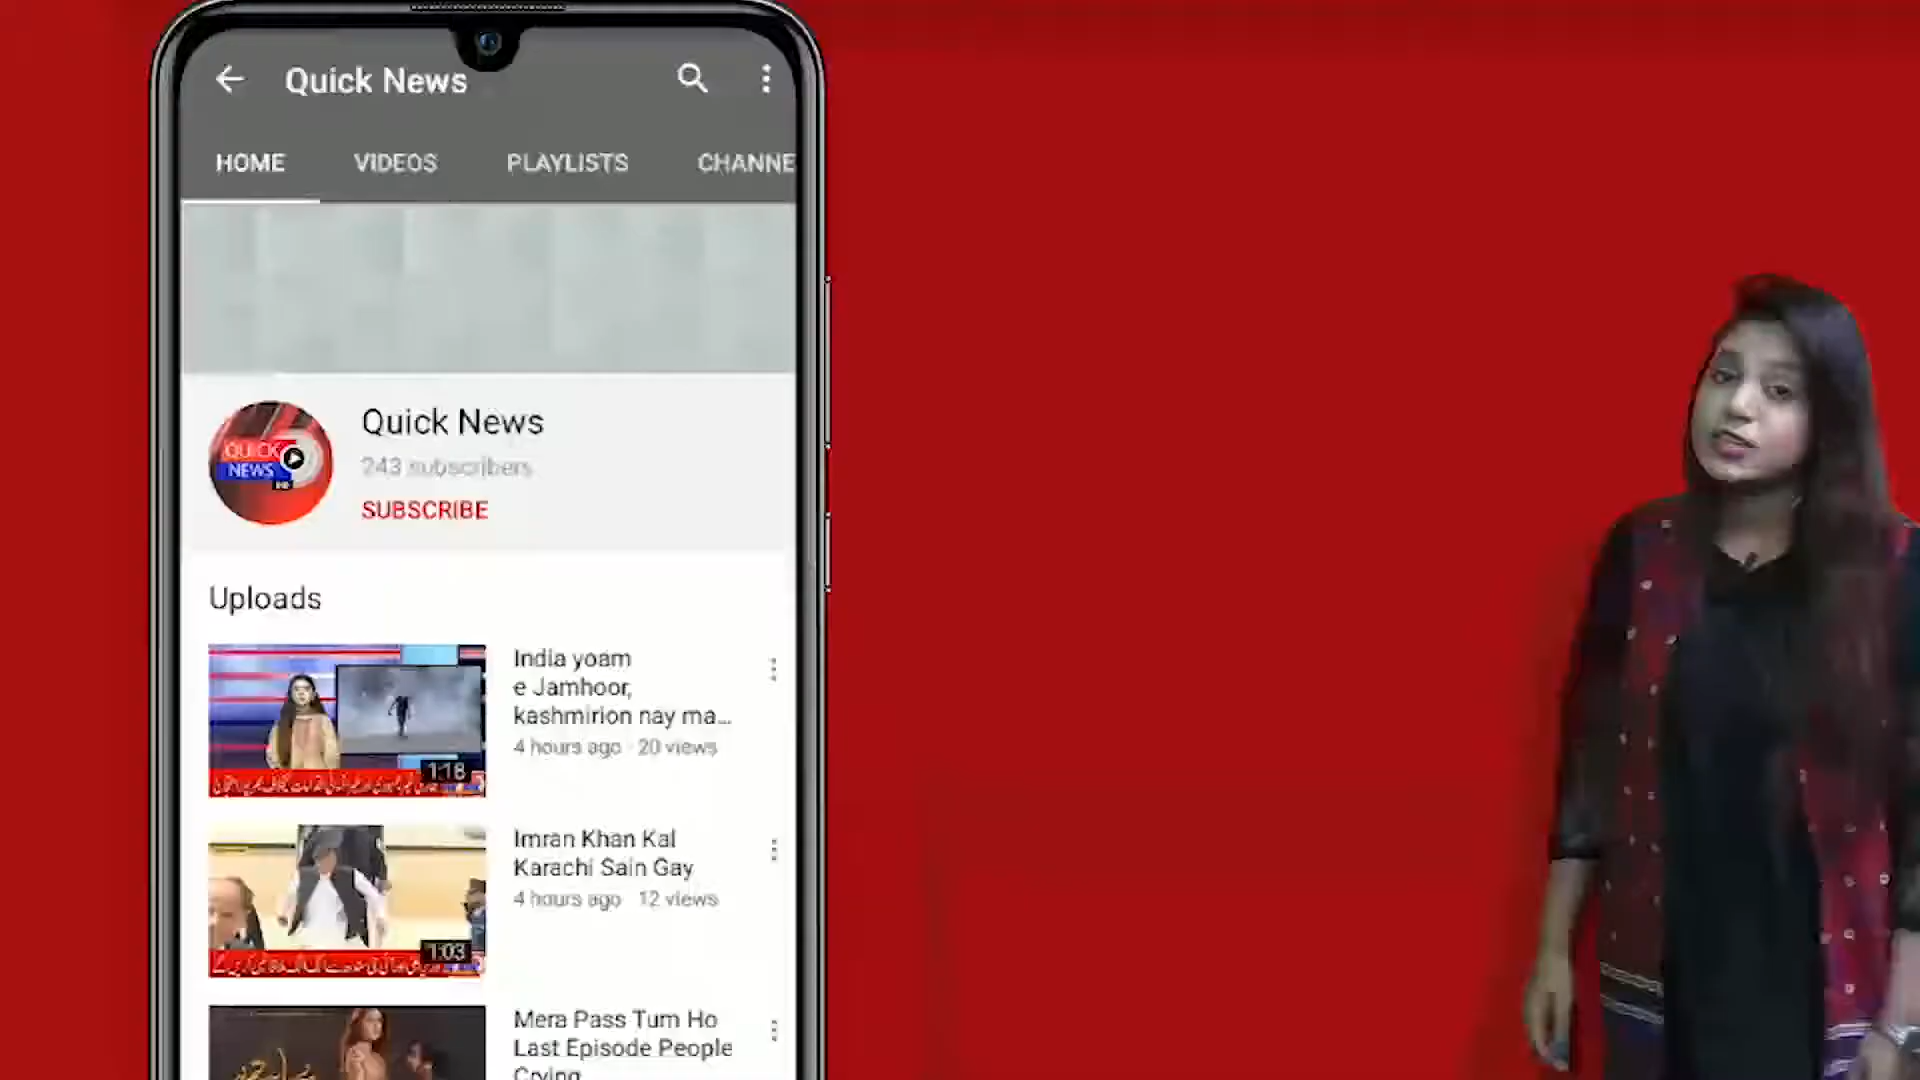 Quick News
HOME VIDEOS PLAYLISTS CHANNE
QUICK
NEWS
HD
Quick News
243 subscribers
SUBSCRIBE
Uploads
India yoam
e Jamhoor,
kashmirion nay ma...
4 hours ago · 20 views
1:18
Imran Khan Kal
Karachi Sain Gay
4 hours ago · 12 views
1:03
Mera Pass Tum Ho
Last Episode People
Crying